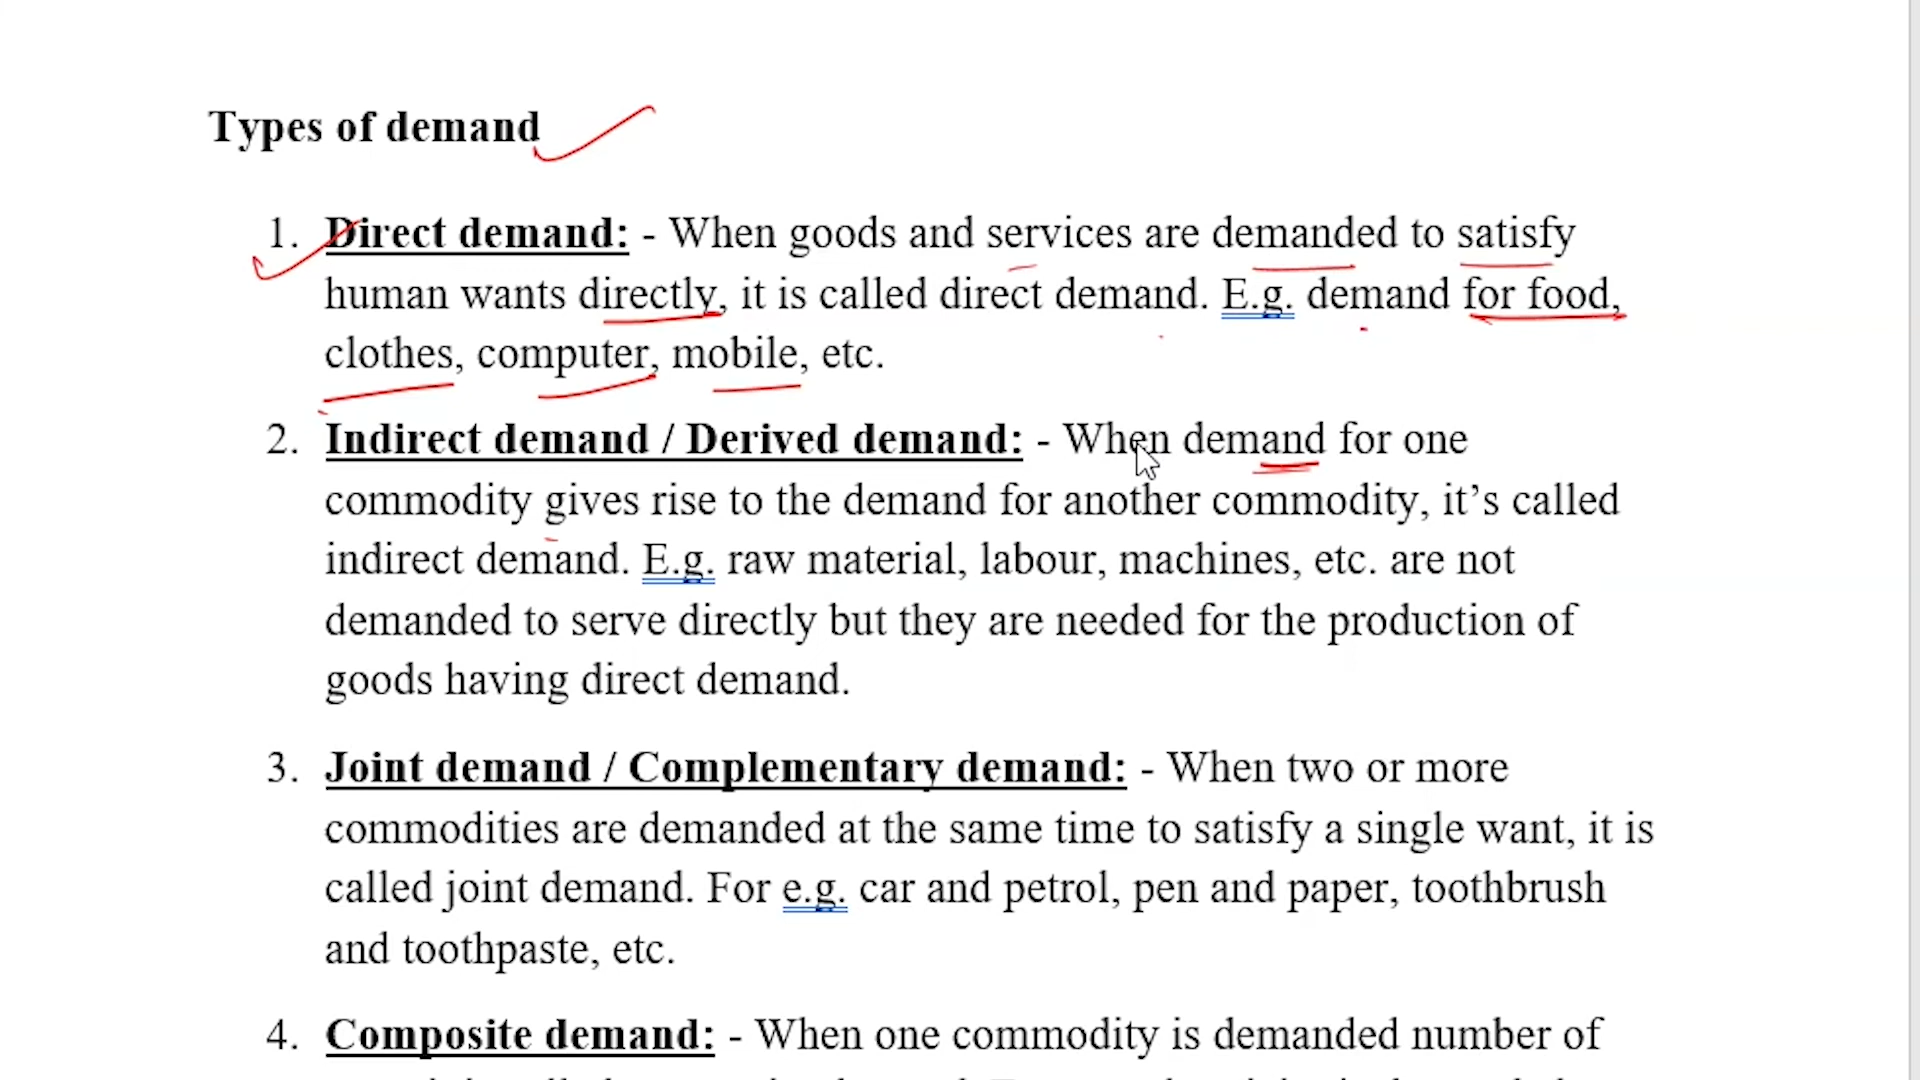 Types of demand
1. Direct demand: - When goods and services are demanded to satisfy
human wants directly, it is called direct demand. E.g. demand for food,
clothes, computer, mobile, etc.
2. Indirect demand / Derived demand: - When demand for one
commodity gives rise to the demand for another commodity, it’s called
indirect demand. E.g. raw material, labour, machines, etc. are not
demanded to serve directly but they are needed for the production of
goods having direct demand.
3. Joint demand / Complementary demand: - When two or more
commodities are demanded at the same time to satisfy a single want, it is
called joint demand. For e.g. car and petrol, pen and paper, toothbrush
and toothpaste, etc.
4. Composite demand: - When one commodity is demanded number of